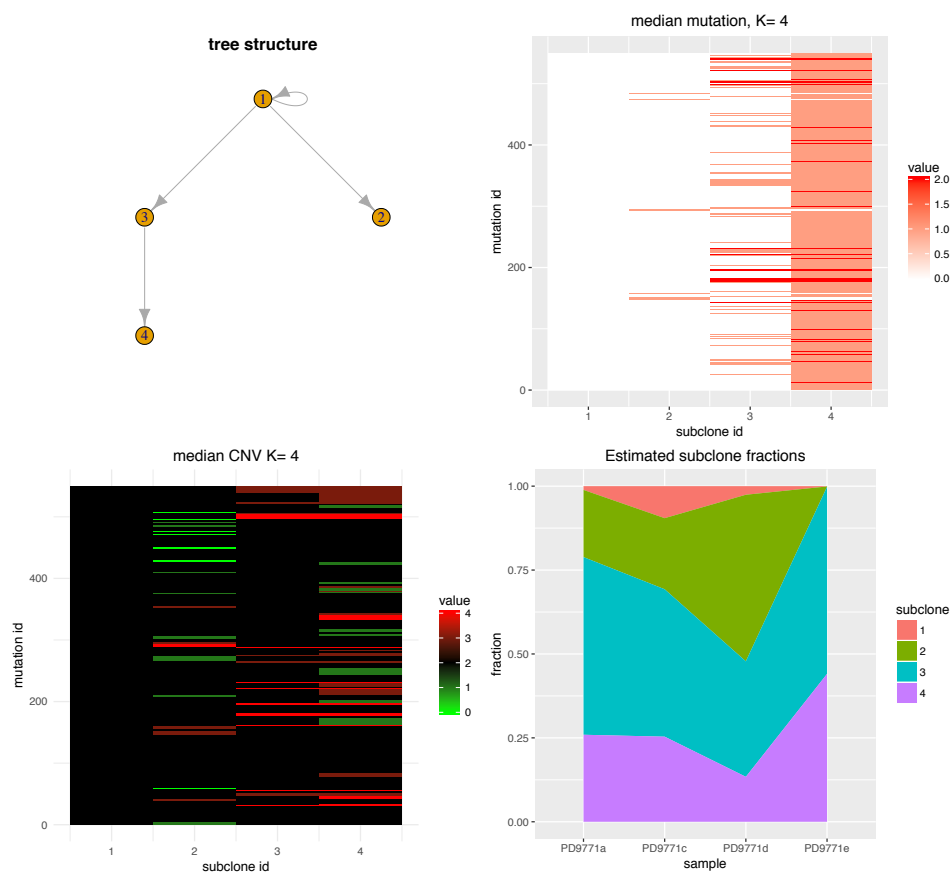 tree structure
1
3
2
4
median mutation, K= 4
mutation id
400
200
0
1
2
3
4
subclone id
value
2.0
1.5
1.0
0.5
0.0
median CNV K= 4
mutation id
400
200
0
1
2
3
4
subclone id
value
4
3
2
1
0
Estimated subclone fractions
fraction
1.00
0.75
0.50
0.25
0.00
PD9771a
PD9771c
PD9771d
PD9771e
sample
subclone
1
2
3
4